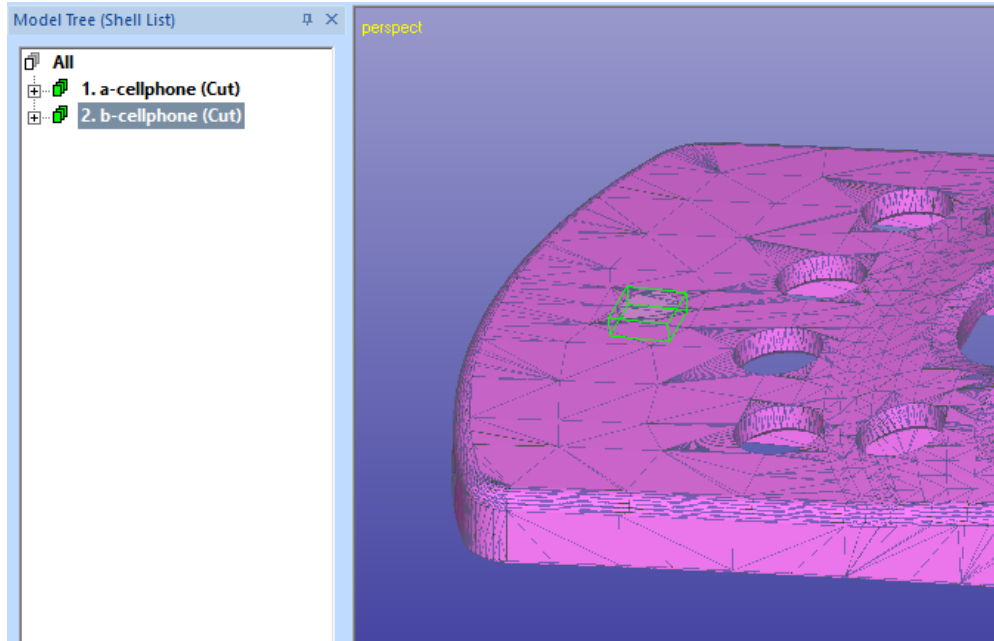 Model Tree (Shell List)
All
1. a-cellphone (Cut)
2. b-cellphone (Cut)
perspect